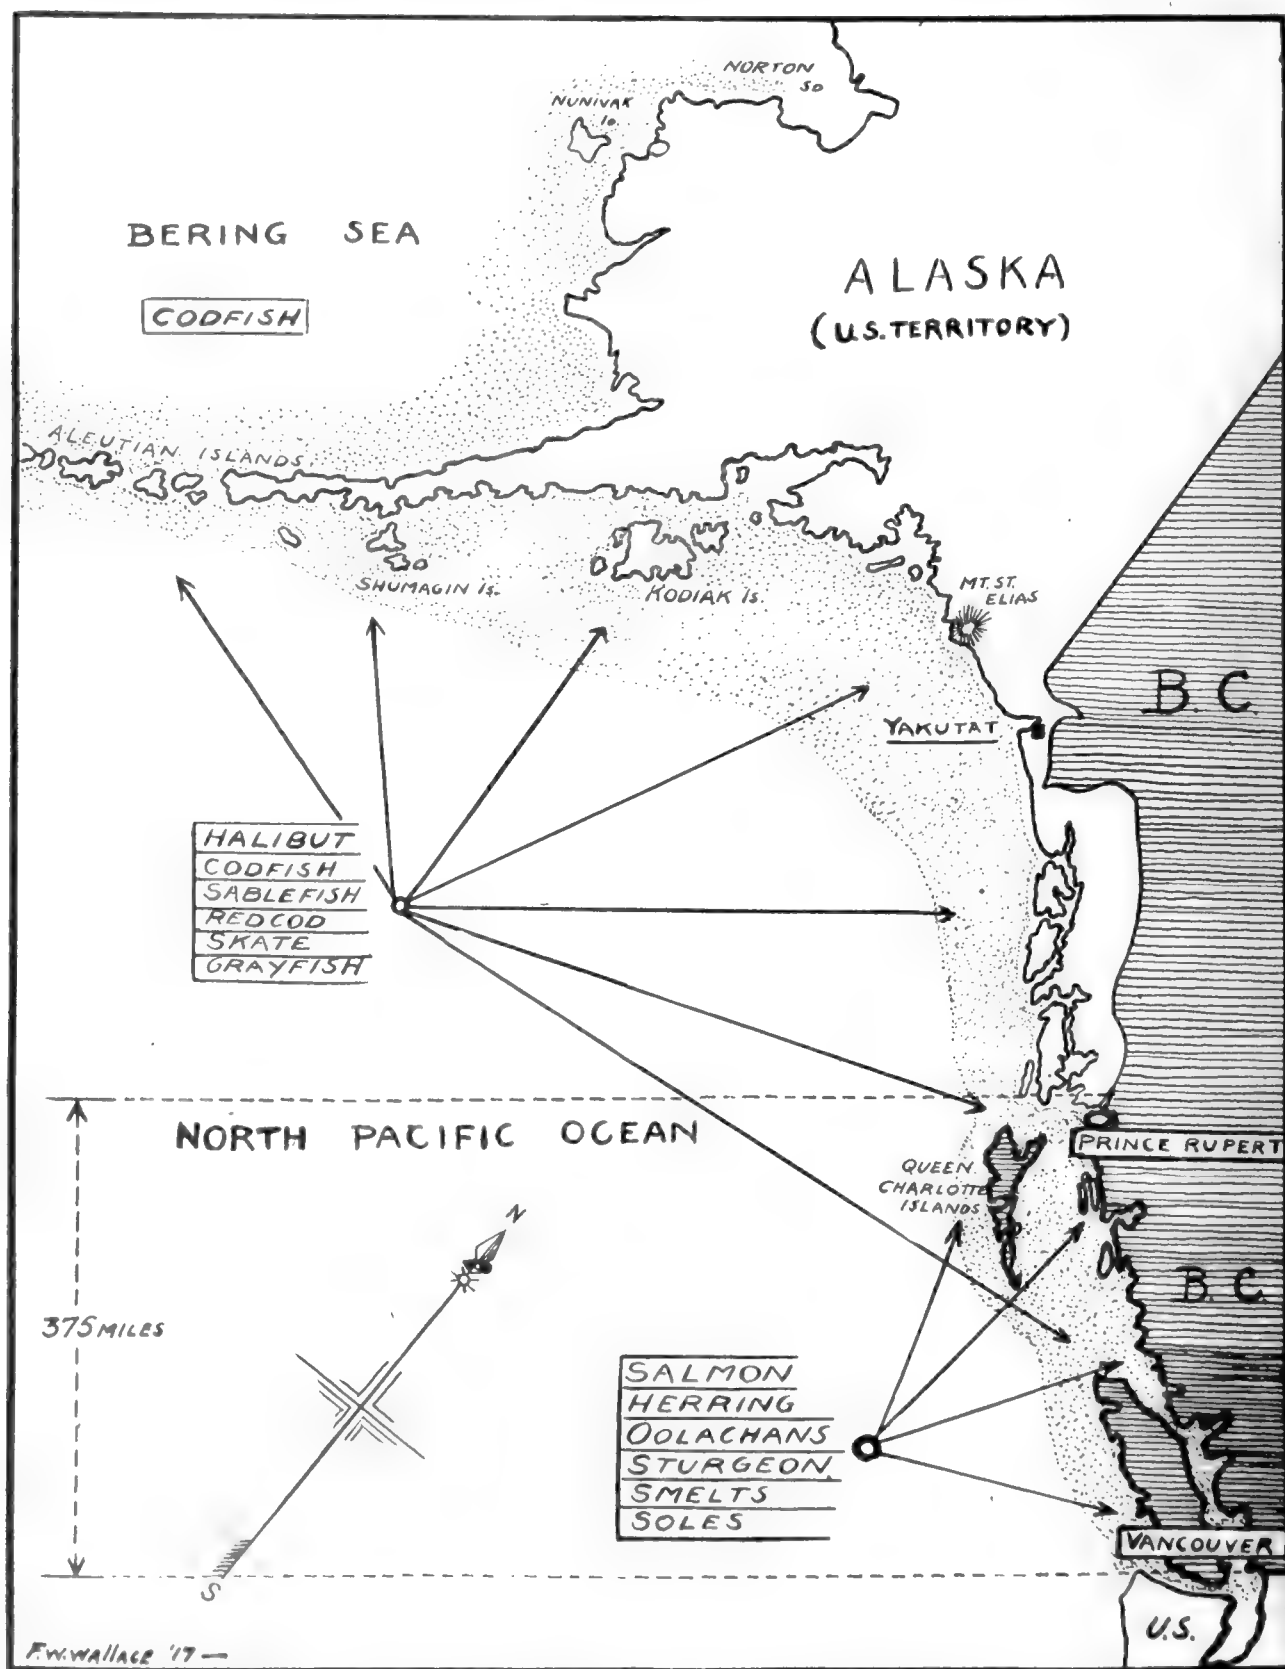 NORTON
SD
NUNIVAK
IS
BERING SEA
CODFISH
ALASKA
(U.S. TERRITORY)
ALEUTIAN ISLANDS
SHUMAGIN IS.
KODIAK IS.
MT. ST.
ELIAS
B.C.
YAKUTAT
HALIBUT
CODFISH
SABLEFISH
REDCOD
SKATE
GRAYFISH
NORTH PACIFIC OCEAN
PRINCE RUPERT
QUEEN
CHARLOTTE
ISLANDS
N
B.C.
375 MILES
SALMON
HERRING
OOLACHANS
STURGEON
SMELTS
SOLES
VANCOUVER
S
U.S.
F.W. WALLACE '17 —